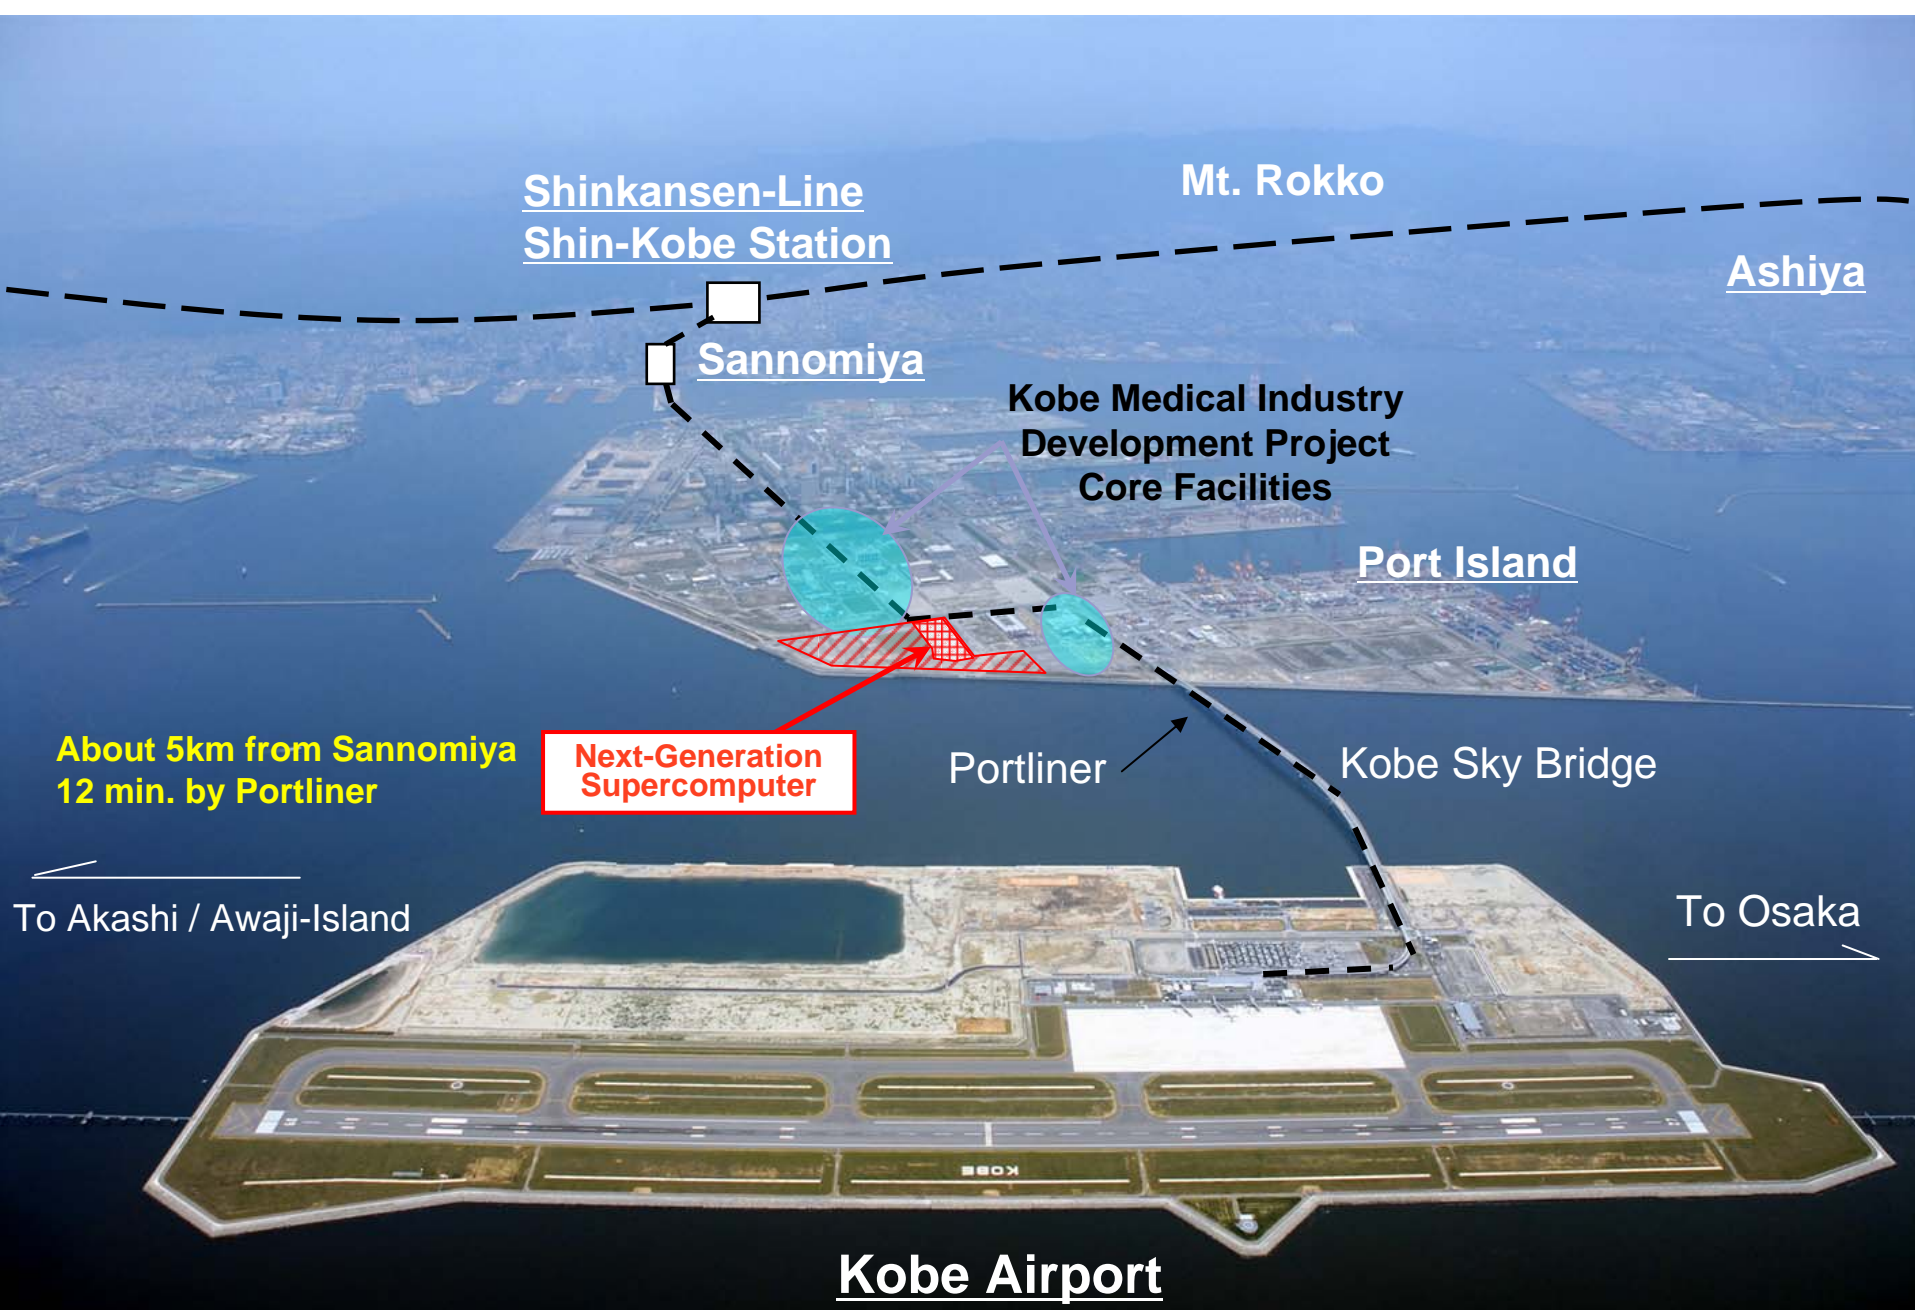 Shinkansen-Line
Shin-Kobe Station
Mt. Rokko
Ashiya
Sannomiya
Kobe Medical Industry
Development Project
Core Facilities
Port Island
About 5km from Sannomiya
12 min. by Portliner
Next-Generation
Supercomputer
Portliner
Kobe Sky Bridge
To Akashi / Awaji-Island
To Osaka
KOBE
Kobe Airport